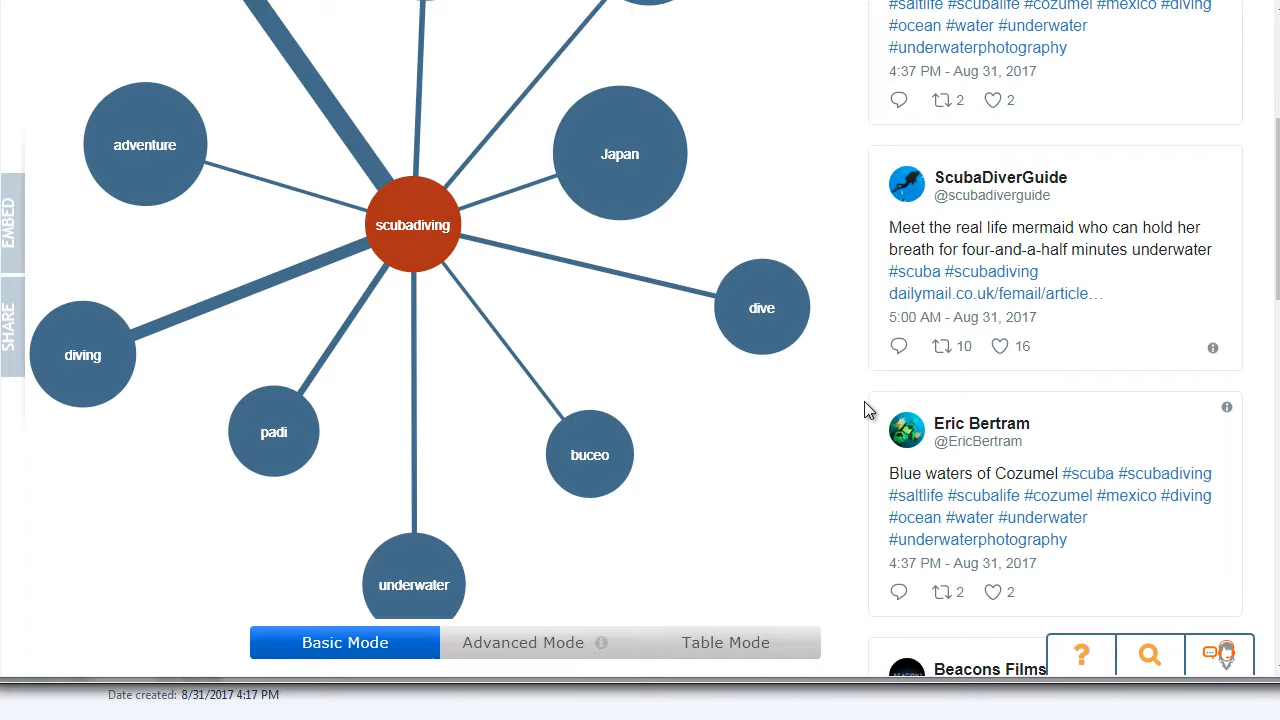 adventure
Japan
scubadiving
dive
diving
padi
buceo
underwater
EMBED
SHARE
Basic Mode
Advanced Mode
Table Mode
Date created: 8/31/2017 4:17 PM
#saltlife #scubalife #cozumel #mexico #diving
#ocean #water #underwater
#underwaterphotography
4:37 PM - Aug 31, 2017
2 2
ScubaDiverGuide
@scubadiverguide
Meet the real life mermaid who can hold her
breath for four-and-a-half minutes underwater
#scuba #scubadiving
dailymail.co.uk/femail/article…
5:00 AM - Aug 31, 2017
10 16
Eric Bertram
@EricBertram
Blue waters of Cozumel #scuba #scubadiving
#saltlife #scubalife #cozumel #mexico #diving
#ocean #water #underwater
#underwaterphotography
4:37 PM - Aug 31, 2017
2 2
Beacons Films
?